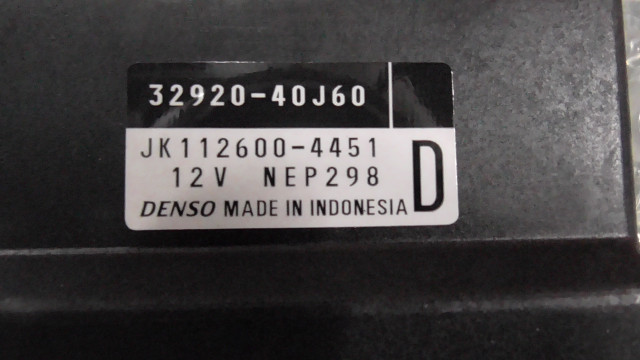 32920-40J60
JK112600-4451
12V NEP298
D
DENSO MADE IN INDONESIA